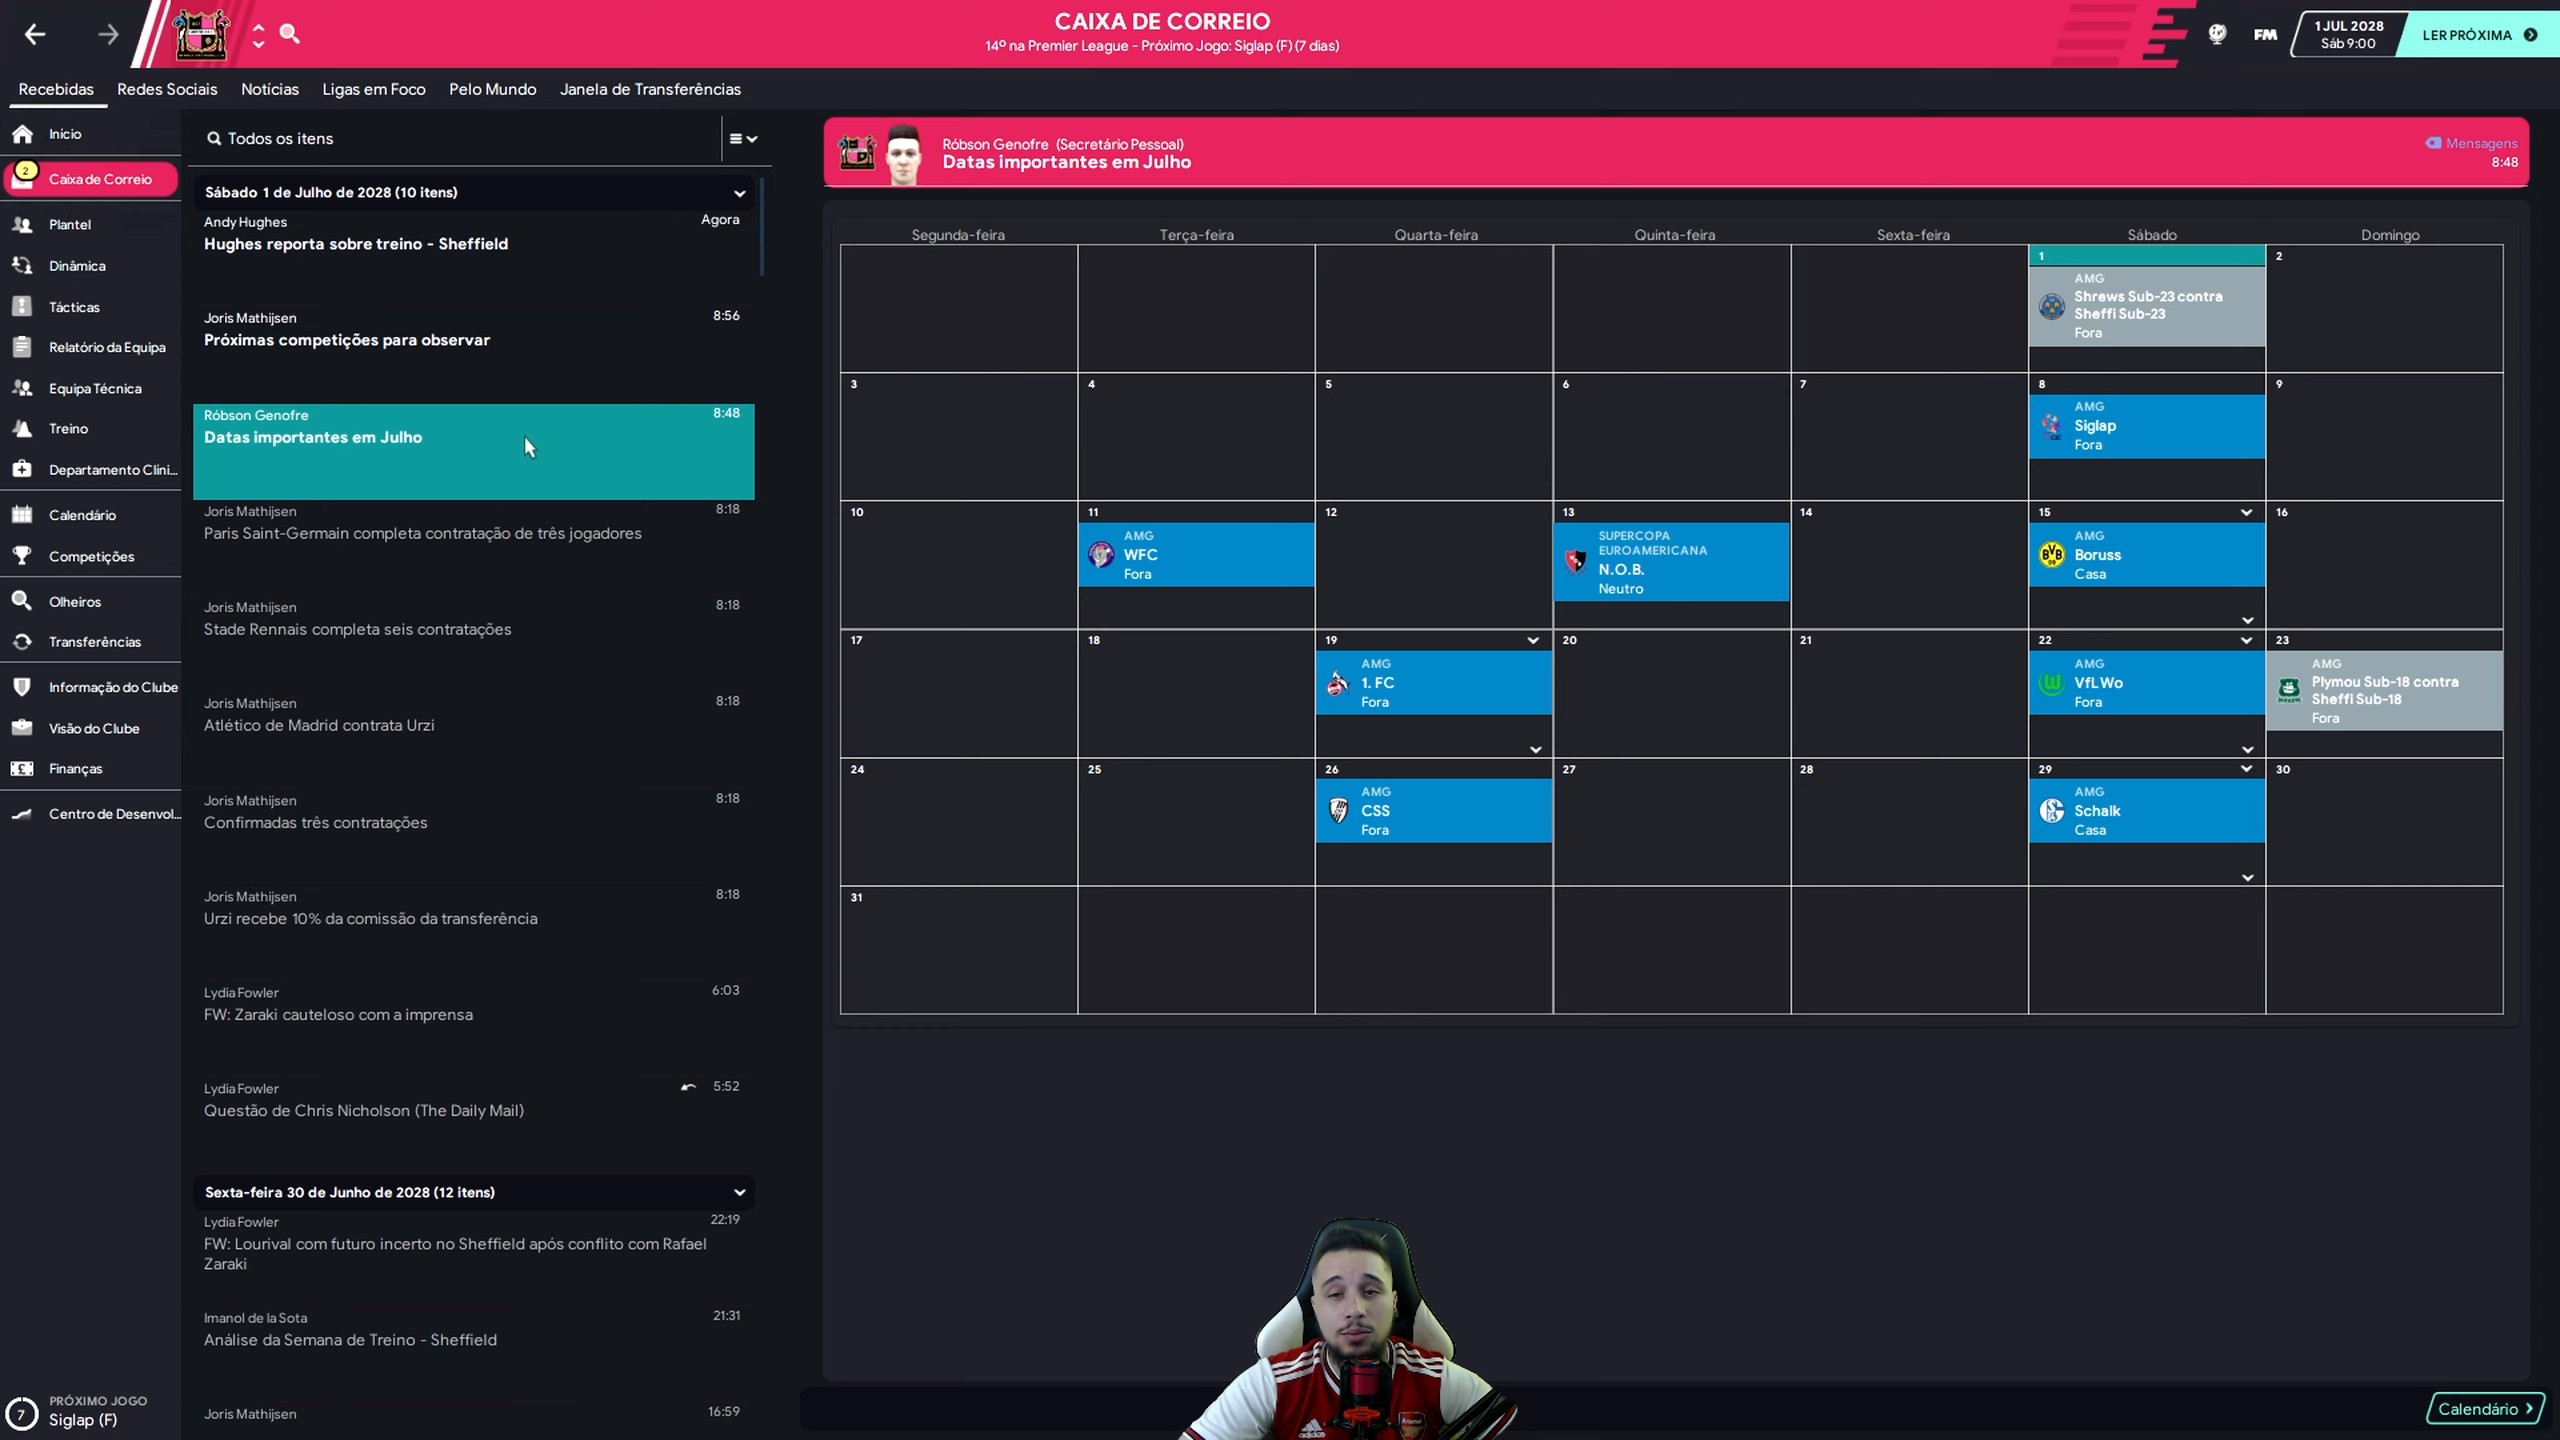 CAIXA DE CORREIO
14º na Premier League - Próximo Jogo: Siglap (F) (7 dias)
FM
1 JUL 2028
Sáb 9:00
LER PRÓXIMA
Recebidas
Redes Sociais
Notícias
Ligas em Foco
Pelo Mundo
Janela de Transferências
Início
2
Caixa de Correio
Plantel
Dinâmica
Tácticas
Relatório da Equipa
Equipa Técnica
Treino
Departamento Clíni...
Calendário
Competições
Olheiros
Transferências
Informação do Clube
Visão do Clube
Finanças
Centro de Desenvol...
7
PRÓXIMO JOGO
Siglap (F)
Todos os itens
Sábado 1 de Julho de 2028 (10 itens)
Andy Hughes
Agora
Hughes reporta sobre treino - Sheffield
Joris Mathijsen
8:56
Próximas competições para observar
Róbson Genofre
8:48
Datas importantes em Julho
Joris Mathijsen
8:18
Paris Saint-Germain completa contratação de três jogadores
Joris Mathijsen
8:18
Stade Rennais completa seis contratações
Joris Mathijsen
8:18
Atlético de Madrid contrata Urzi
Joris Mathijsen
8:18
Confirmadas três contratações
Joris Mathijsen
8:18
Urzi recebe 10% da comissão da transferência
Lydia Fowler
6:03
FW: Zaraki cauteloso com a imprensa
Lydia Fowler
5:52
Questão de Chris Nicholson (The Daily Mail)
Sexta-feira 30 de Junho de 2028 (12 itens)
Lydia Fowler
22:19
FW: Lourival com futuro incerto no Sheffield após conflito com Rafael
Zaraki
Imanol de la Sota
21:31
Análise da Semana de Treino - Sheffield
Joris Mathijsen
16:59
Róbson Genofre (Secretário Pessoal)
Datas importantes em Julho
Mensagens
8:48
Segunda-feira
Terça-feira
Quarta-feira
Quinta-feira
Sexta-feira
Sábado
Domingo
1
AMG
Shrews Sub-23 contra
Sheffi Sub-23
Fora
2
3
4
5
6
7
8
AMG
Siglap
Fora
9
10
11
AMG
WFC
Fora
12
13
SUPERCOPA
EUROAMERICANA
N.O.B.
Neutro
14
15
AMG
Boruss
Casa
16
17
18
19
AMG
1. FC
Fora
20
21
22
AMG
VfL Wo
Fora
23
AMG
Plymou Sub-18 contra
Sheffi Sub-18
Fora
24
25
26
AMG
CSS
Fora
27
28
29
AMG
Schalk
Casa
30
31
Calendário